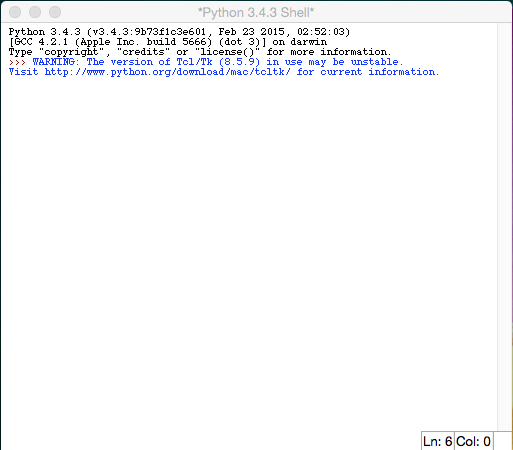 *Python 3.4.3 Shell*
Python 3.4.3 (v3.4.3:9b73f1c3e601, Feb 23 2015, 02:52:03)
[GCC 4.2.1 (Apple Inc. build 5666) (dot 3)] on darwin
Type "copyright", "credits" or "license()" for more information.
>>> WARNING: The version of Tcl/Tk (8.5.9) in use may be unstable.
Visit http://www.python.org/download/mac/tcltk/ for current information.
Ln: 6 Col: 0